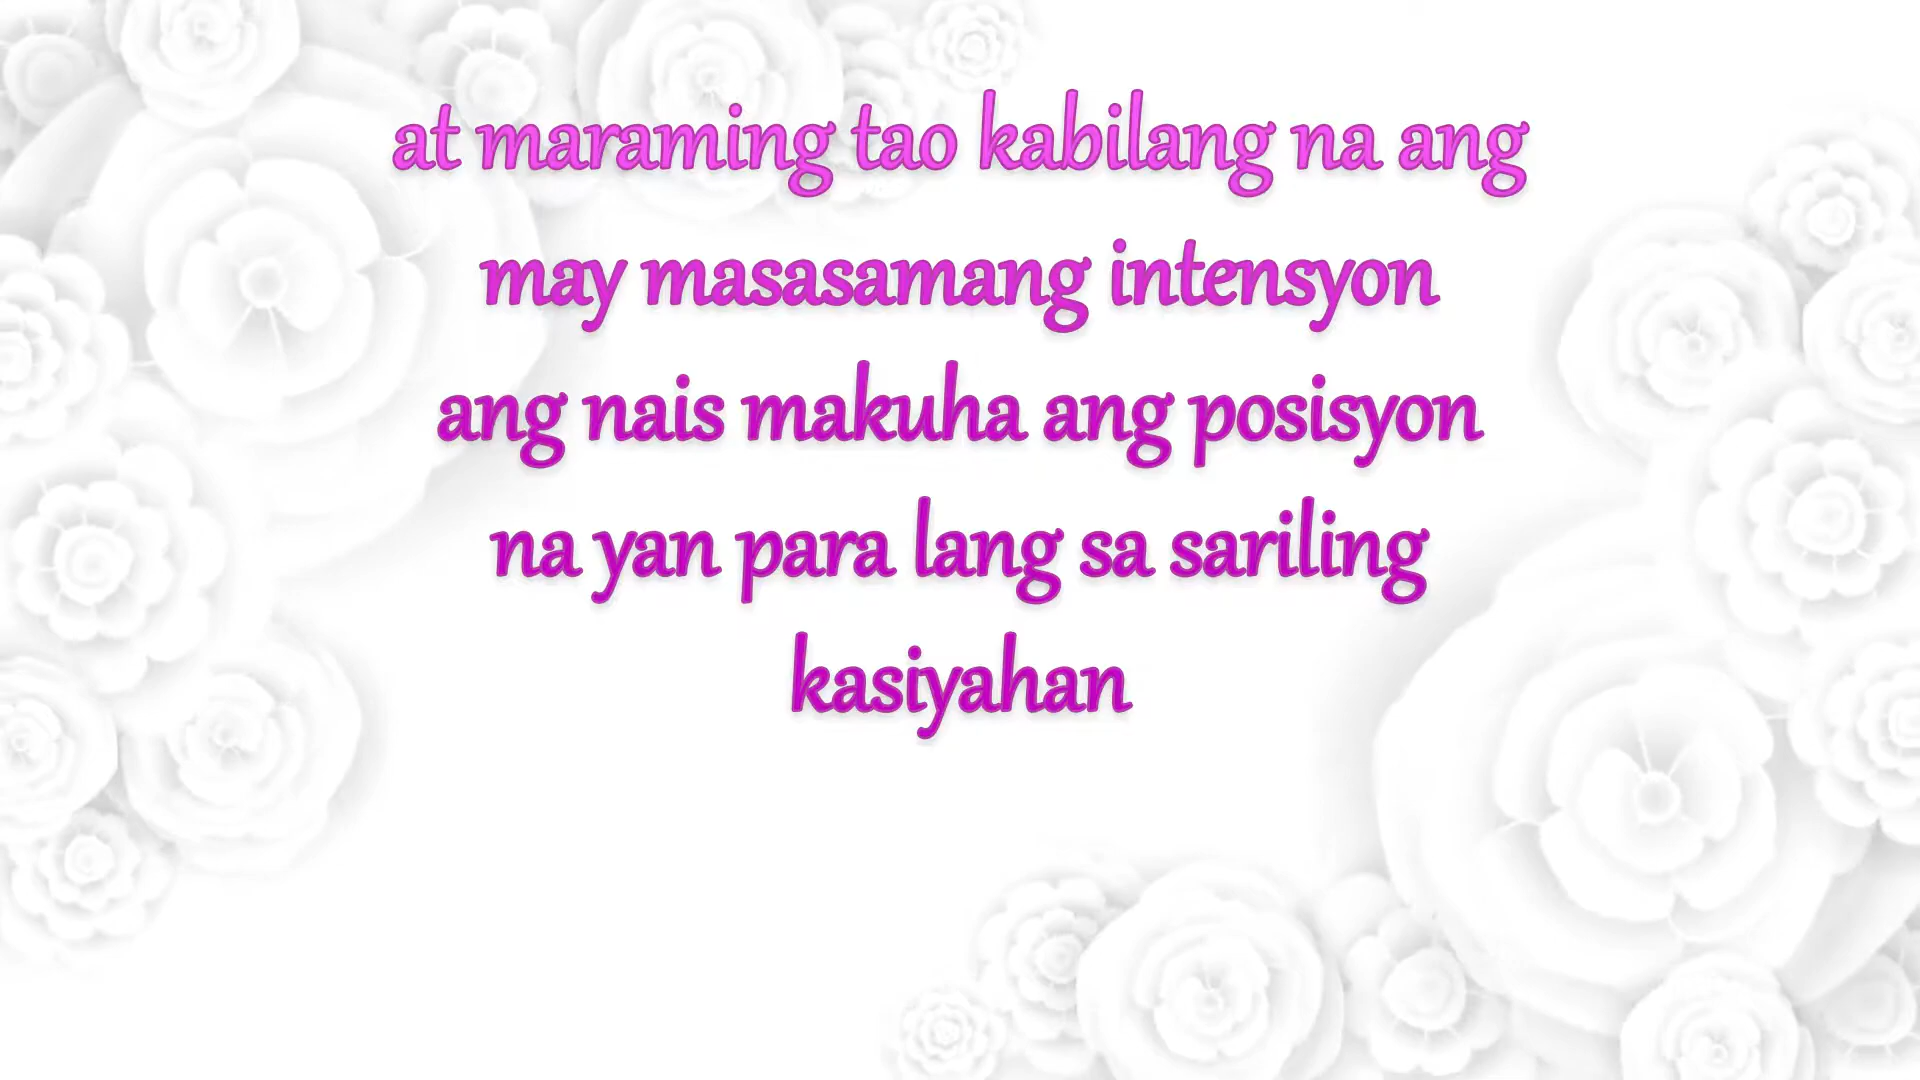 at maraming tao kabilang na ang
may masasamang intensyon
ang nais makuha ang posisyon
na yan para lang sa sariling
kasiyahan